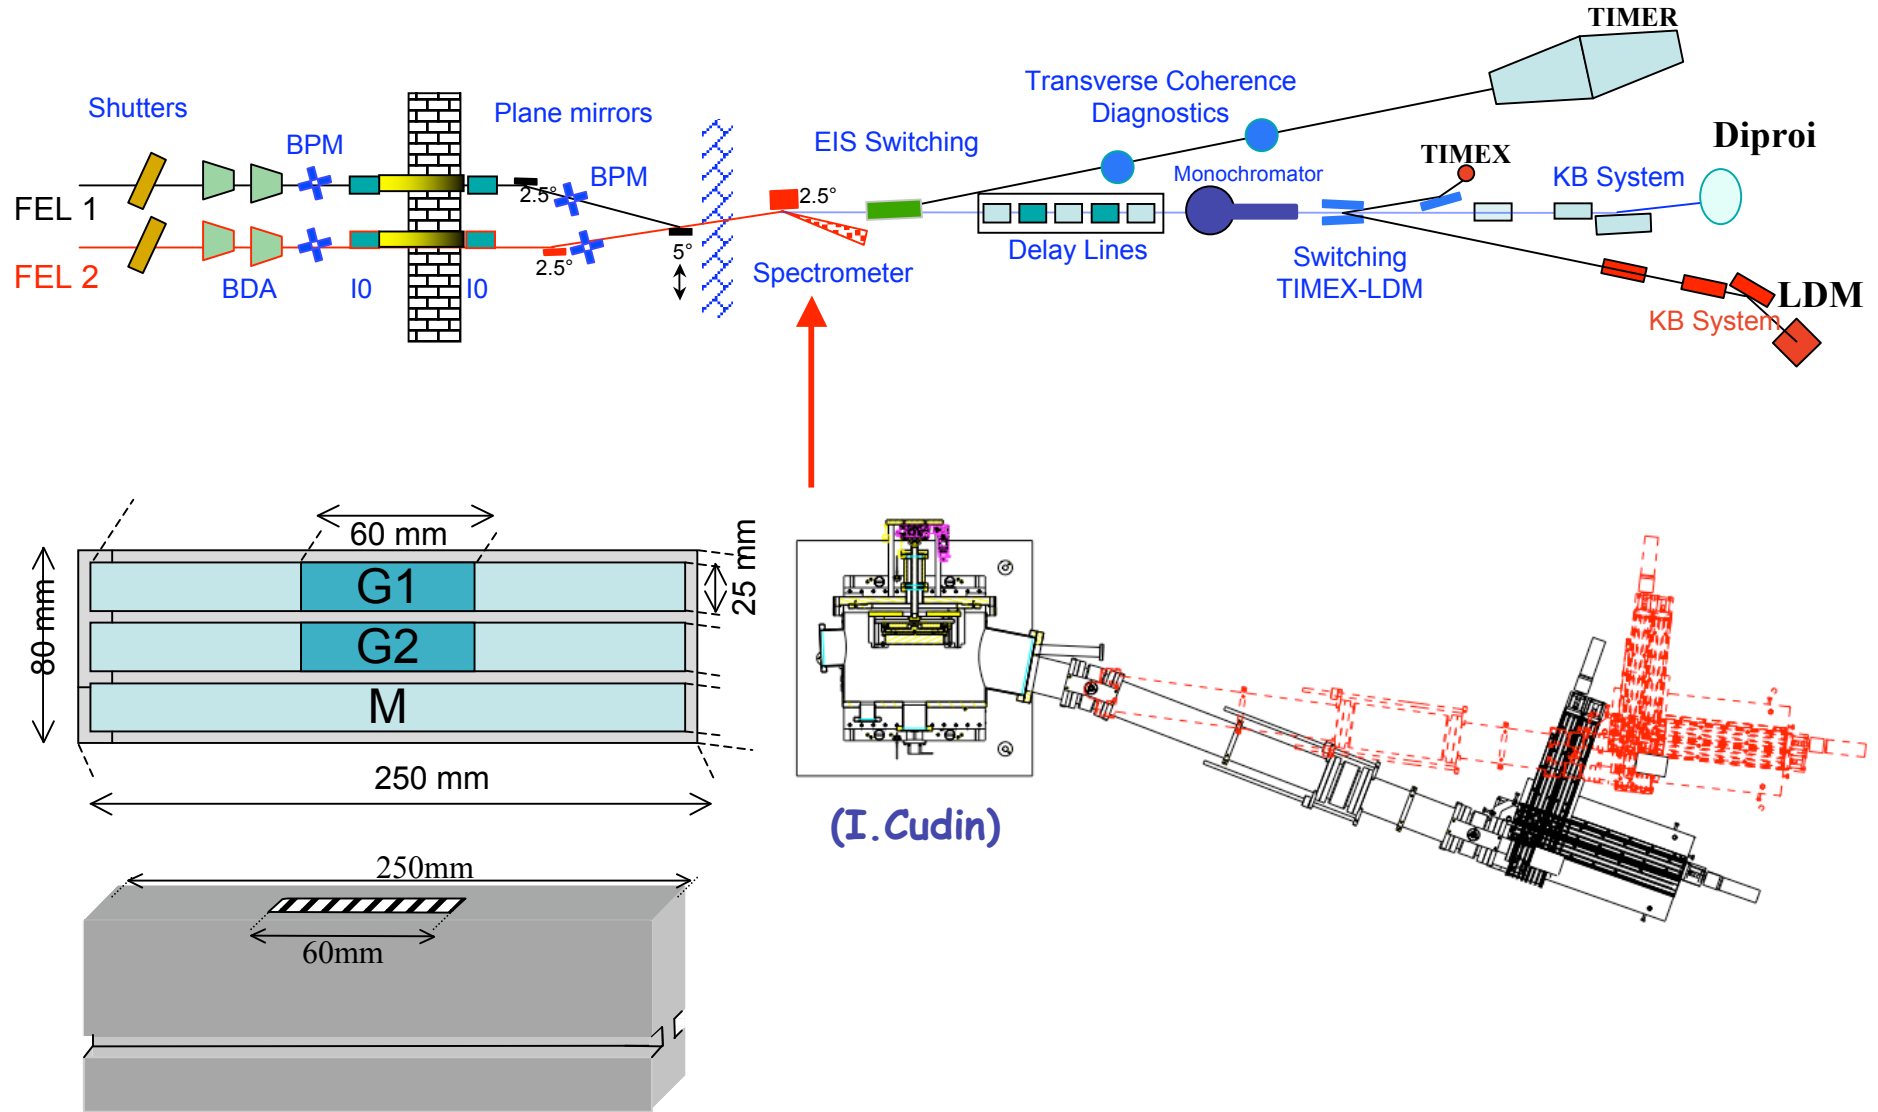 TIMER
Transverse Coherence
Diagnostics
Shutters
Plane mirrors
BPM
EIS Switching
Diproi
TIMEX
BPM
Monochromator
KB System
2.5°
2.5°
FEL 1
5°
Delay Lines
Switching
TIMEX-LDM
2.5°
Spectrometer
FEL 2
BDA
I0
I0
LDM
KB System
60 mm
25 mm
G1
G2
M
80 mm
250 mm
(I.Cudin)
250mm
60mm